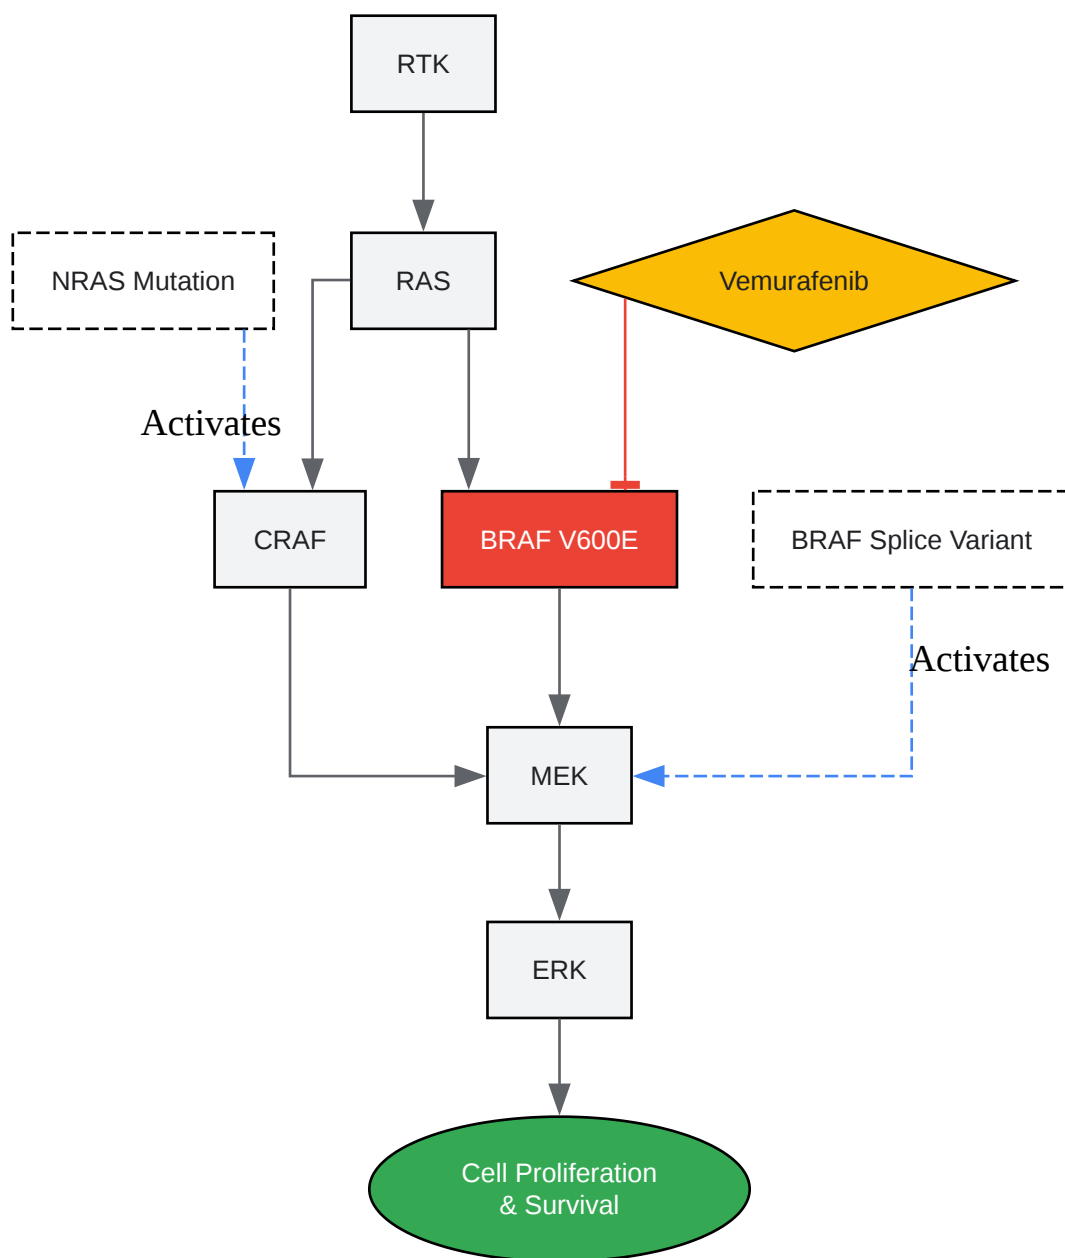 RTK
NRAS Mutation
RAS
Vemurafenib
Activates
CRAF
BRAF V600E
BRAF Splice Variant
Activates
MEK
ERK
Cell Proliferation
& Survival